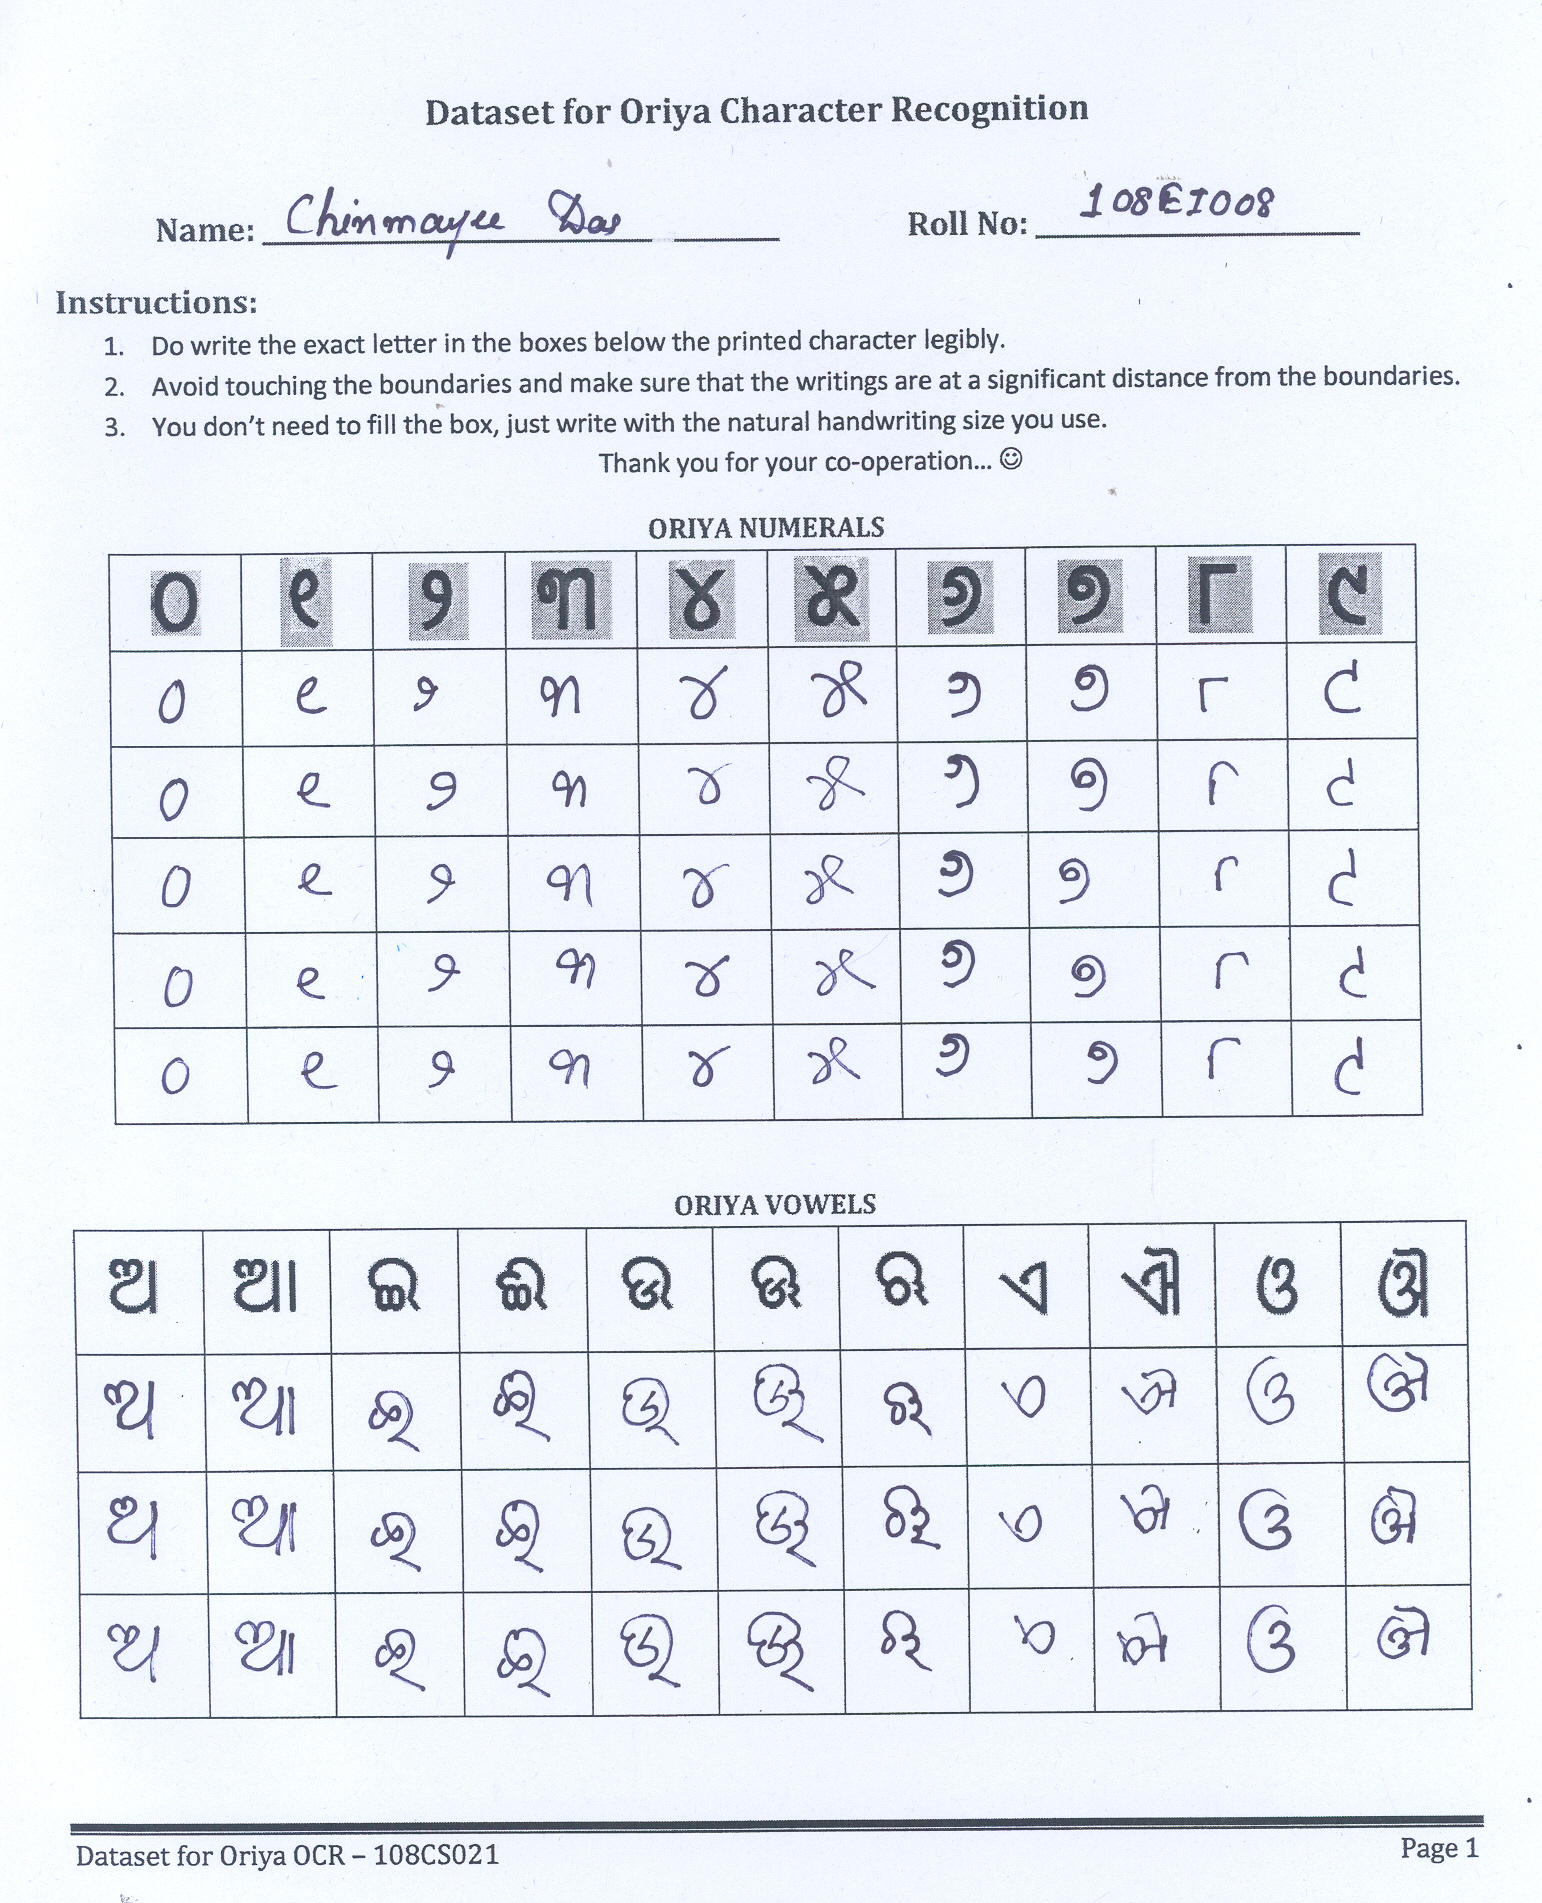 Dataset for Oriya Character Recognition
Name: Chinmayee Das Roll No: 108EI008
Instructions:
1. Do write the exact letter in the boxes below the printed character legibly.
2. Avoid touching the boundaries and make sure that the writings are at a significant distance from the boundaries.
3. You don't need to fill the box, just write with the natural handwriting size you use.
Thank you for your co-operation... ☺
ORIYA NUMERALS
୦ ୧ ୨ ୩ ୪ ୫ ୬ ୭ ୮ ୯
୦ ୧ ୨ ୩ ୪ ୫ ୬ ୭ ୮ ୯
୦ ୧ ୨ ୩ ୪ ୫ ୬ ୭ ୮ ୯
୦ ୧ ୨ ୩ ୪ ୫ ୬ ୭ ୮ ୯
୦ ୧ ୨ ୩ ୪ ୫ ୬ ୭ ୮ ୯
୦ ୧ ୨ ୩ ୪ ୫ ୬ ୭ ୮ ୯
ORIYA VOWELS
ଅ ଆ ଇ ଈ ଉ ଊ ଋ ଏ ଐ ଓ ଔ
ଅ ଆ ଇ ଈ ଉ ଊ ଋ ଏ ଐ ଓ ଔ
ଅ ଆ ଇ ଈ ଉ ଊ ଋ ଏ ଐ ଓ ଔ
ଅ ଆ ଇ ଈ ଉ ଊ ଋ ଏ ଐ ଓ ଔ
Dataset for Oriya OCR – 108CS021 Page 1